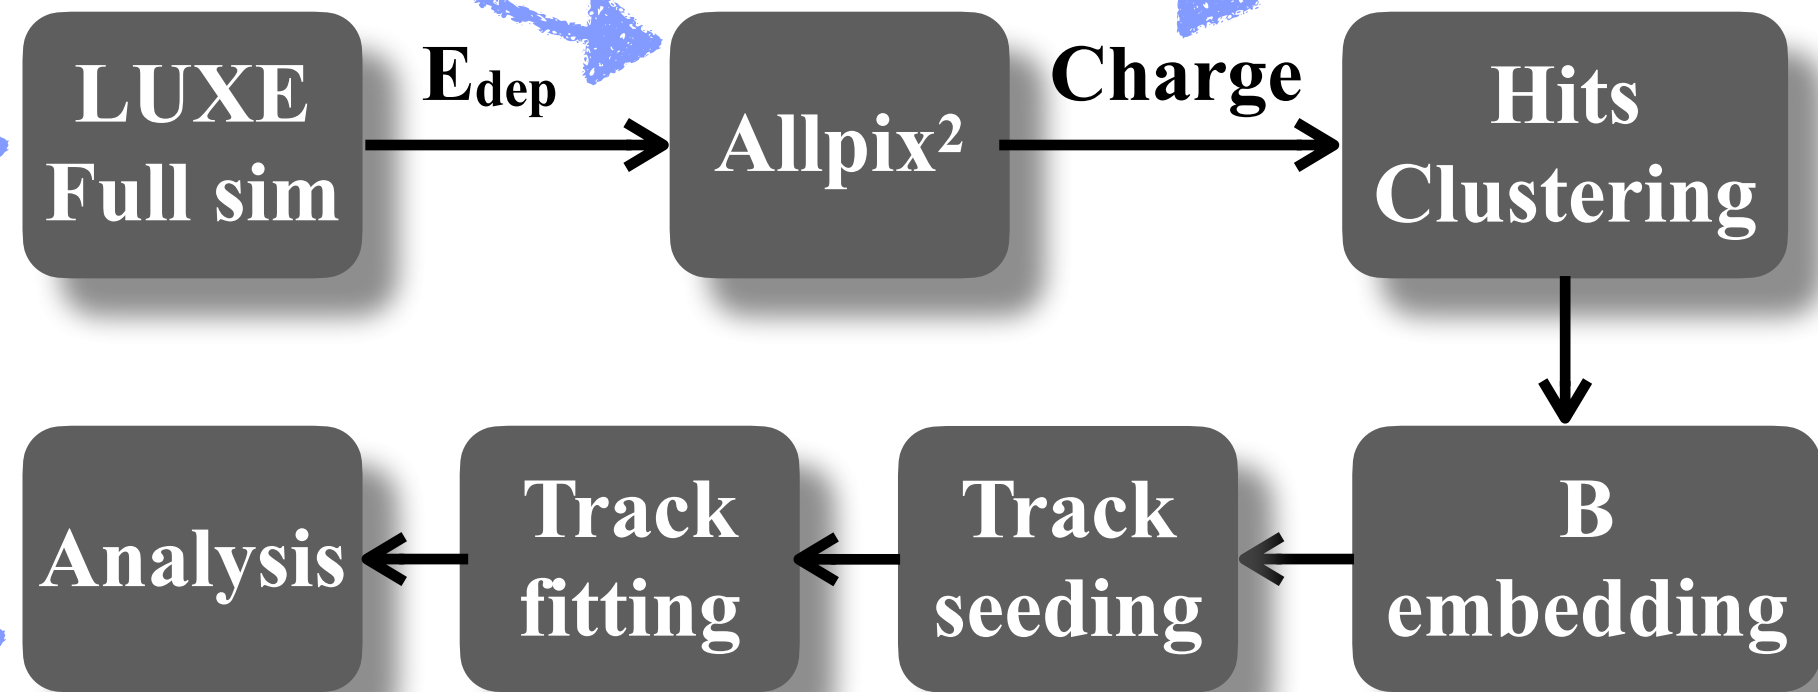 LUXE
Full sim
Edep
Allpix²
Charge
Hits
Clustering
B
embedding
Track
seeding
Track
fitting
Analysis